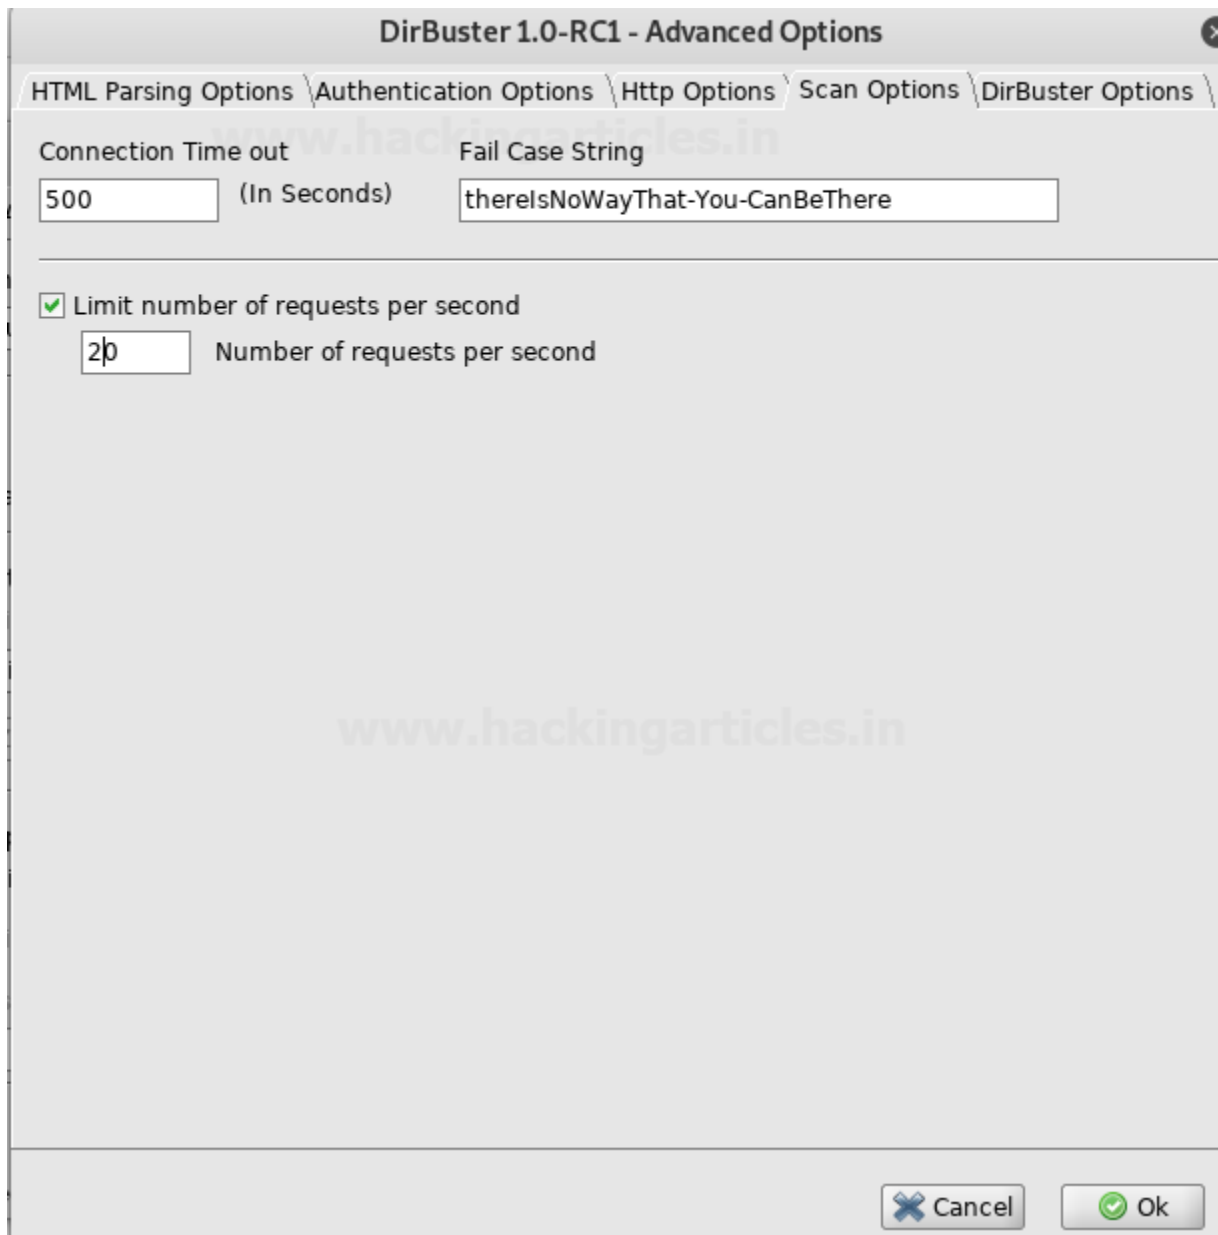 DirBuster 1.0-RC1 - Advanced Options
HTML Parsing Options Authentication Options Http Options Scan Options DirBuster Options
www.hackingarticles.in
Connection Time out Fail Case String
500 (In Seconds) thereIsNoWayThat-You-CanBeThere
Limit number of requests per second
20 Number of requests per second
www.hackingarticles.in
Cancel Ok